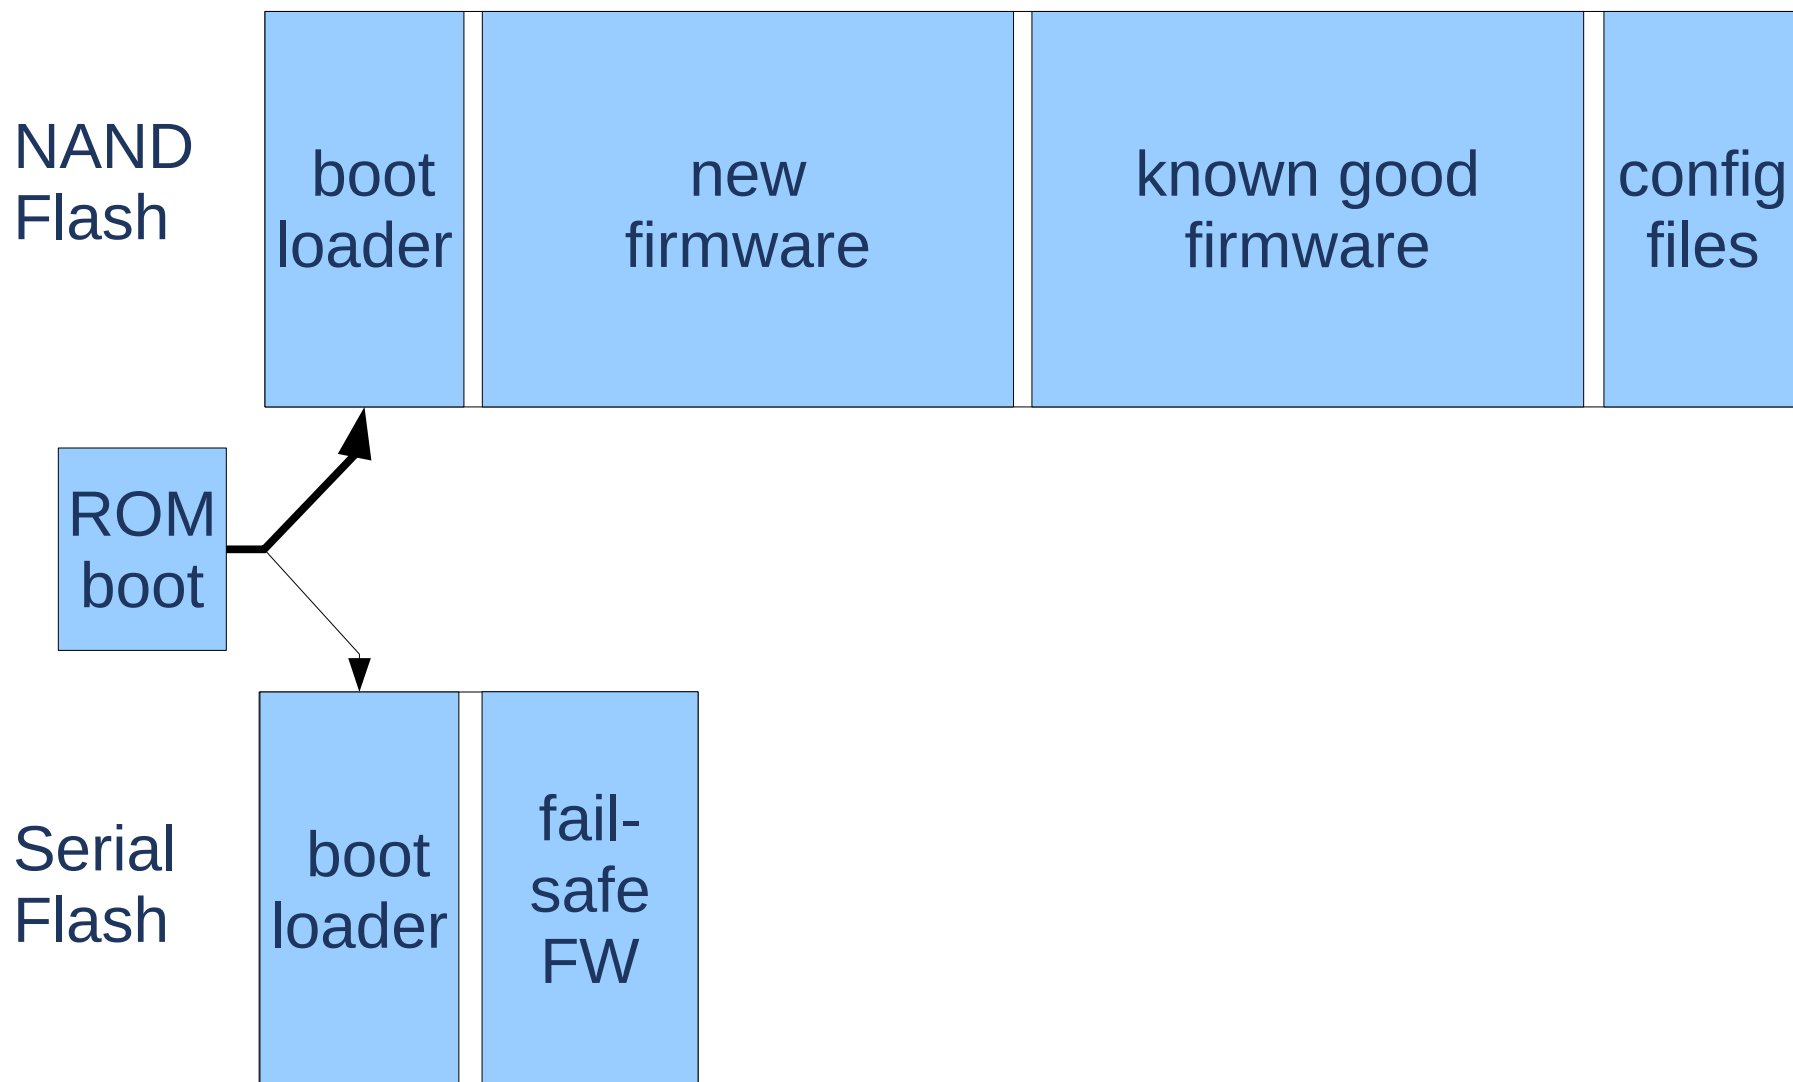 NAND
Flash
boot
loader
new
firmware
known good
firmware
config
files
ROM
boot
Serial
Flash
boot
loader
fail-
safe
FW